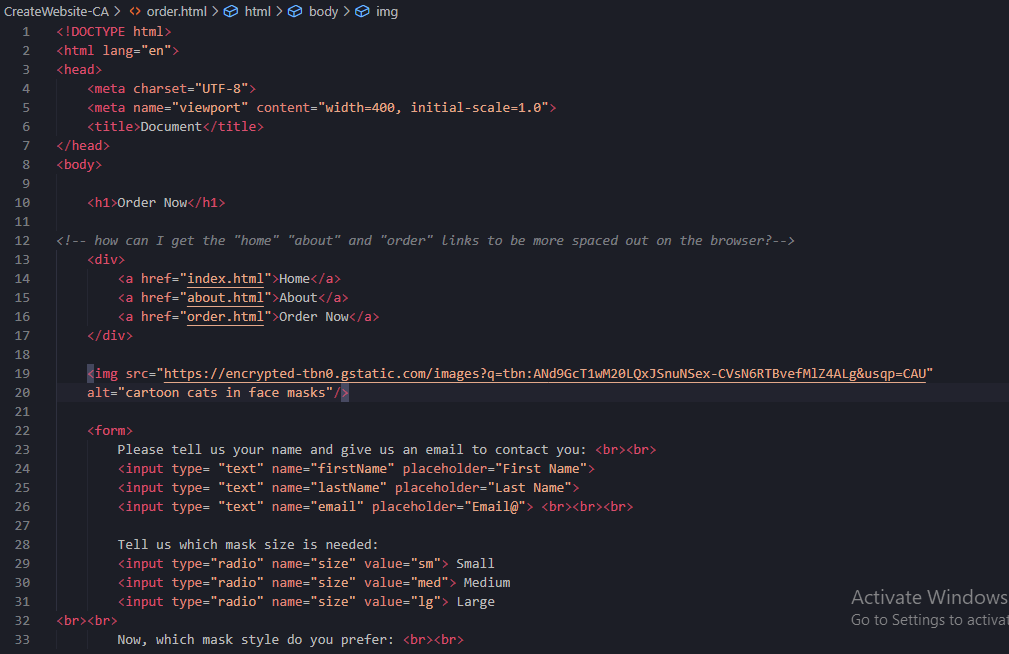 CreateWebsite-CA > <> order.html > html > body > img
1 <!DOCTYPE html>
2 <html lang="en">
3 <head>
4     <meta charset="UTF-8">
5     <meta name="viewport" content="width=400, initial-scale=1.0">
6     <title>Document</title>
7 </head>
8 <body>
9
10     <h1>Order Now</h1>
11
12 <!-- how can I get the "home" "about" and "order" links to be more spaced out on the browser?-->
13     <div>
14         <a href="index.html">Home</a>
15         <a href="about.html">About</a>
16         <a href="order.html">Order Now</a>
17     </div>
18
19     <img src="https://encrypted-tbn0.gstatic.com/images?q=tbn:ANd9GcT1wM20LQxJSnuNSex-CVsN6RTBvefMlZ4ALg&usqp=CAU"
20     alt="cartoon cats in face masks"/>
21
22     <form>
23         Please tell us your name and give us an email to contact you: <br><br>
24         <input type= "text" name="firstName" placeholder="First Name">
25         <input type= "text" name="lastName" placeholder="Last Name">
26         <input type= "text" name="email" placeholder="Email@"> <br><br><br>
27
28         Tell us which mask size is needed:
29         <input type="radio" name="size" value="sm"> Small
30         <input type="radio" name="size" value="med"> Medium
31         <input type="radio" name="size" value="lg"> Large
32 <br><br>
33         Now, which mask style do you prefer: <br><br>
Activate Windows
Go to Settings to activat